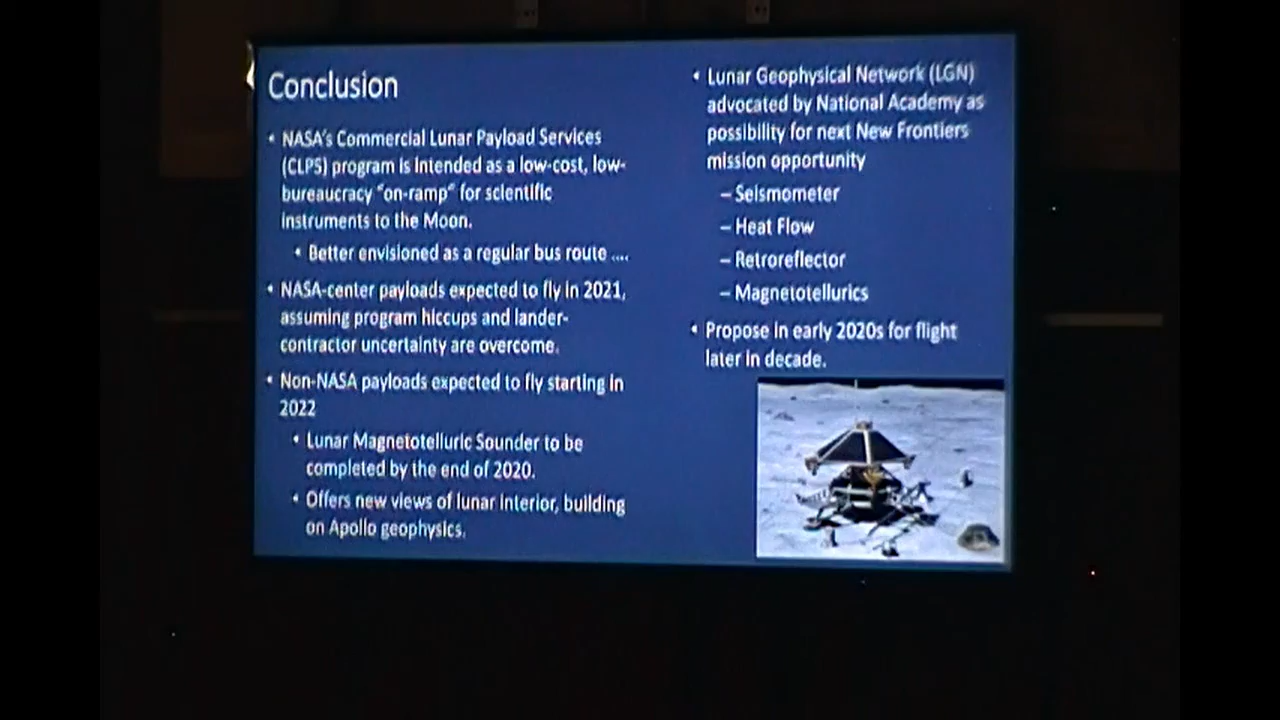 Conclusion
• NASA's Commercial Lunar Payload Services
(CLPS) program is intended as a low-cost, low-
bureaucracy "on-ramp" for scientific
instruments to the Moon.
• Better envisioned as a regular bus route ....
• NASA-center payloads expected to fly in 2021,
assuming program hiccups and lander-
contractor uncertainty are overcome.
• Non-NASA payloads expected to fly starting in
2022
• Lunar Magnetotelluric Sounder to be
completed by the end of 2020.
• Offers new views of lunar interior, building
on Apollo geophysics.
• Lunar Geophysical Network (LGN)
advocated by National Academy as
possibility for next New Frontiers
mission opportunity
– Seismometer
– Heat Flow
– Retroreflector
– Magnetotellurics
• Propose in early 2020s for flight
later in decade.